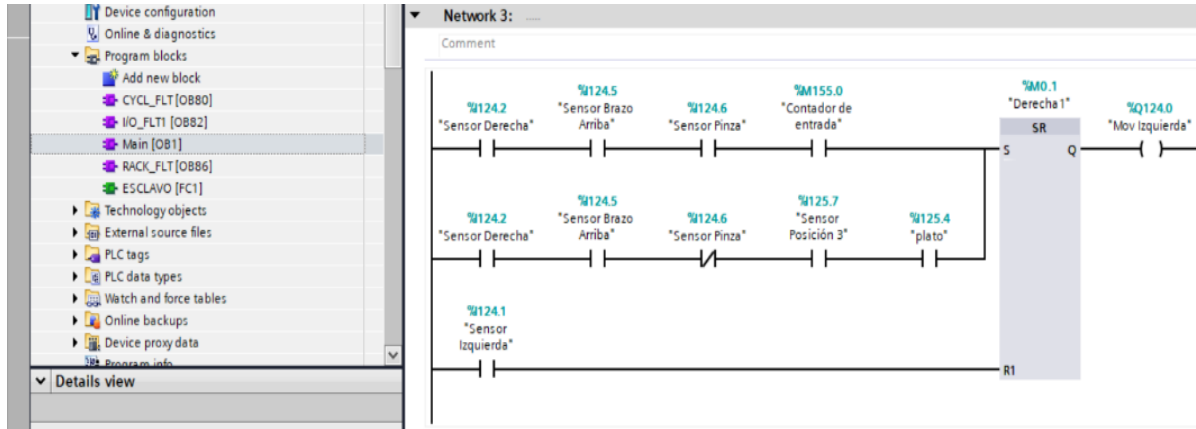 Device configuration
Online & diagnostics
Program blocks
Add new block
CYCL_FLT [OB80]
I/O_FLT1 [OB82]
Main [OB1]
RACK_FLT [OB86]
ESCLAVO [FC1]
Technology objects
External source files
PLC tags
PLC data types
Watch and force tables
Online backups
Device proxy data
Program info
Details view
Network 3: ....
Comment
%I124.2
"Sensor Derecha"
%I124.5
"Sensor Brazo
Arriba"
%I124.6
"Sensor Pinza"
%M155.0
"Contador de
entrada"
%M0.1
"Derecha1"
SR
S
Q
%Q124.0
"Mov Izquierda"
%I124.2
"Sensor Derecha"
%I124.5
"Sensor Brazo
Arriba"
%I124.6
"Sensor Pinza"
%I125.7
"Sensor
Posición 3"
%I125.4
"plato"
%I124.1
"Sensor
Izquierda"
R1